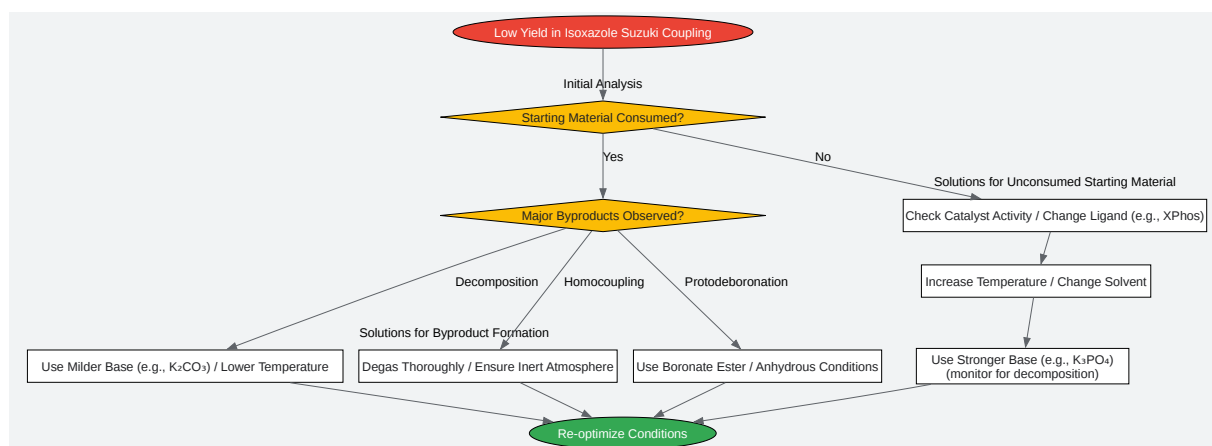 Low Yield in Isoxazole Suzuki Coupling
Initial Analysis
Starting Material Consumed?
Yes
No
Solutions for Unconsumed Starting Material
Major Byproducts Observed?
Check Catalyst Activity / Change Ligand (e.g., XPhos)
Decomposition
Homocoupling
Protodeboronation
Increase Temperature / Change Solvent
Solutions for Byproduct Formation
Use Milder Base (e.g., K₂CO₃) / Lower Temperature
Degas Thoroughly / Ensure Inert Atmosphere
Use Boronate Ester / Anhydrous Conditions
Use Stronger Base (e.g., K₃PO₄)
(monitor for decomposition)
Re-optimize Conditions